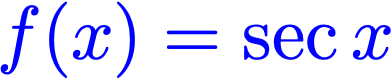 f(x) = sec x